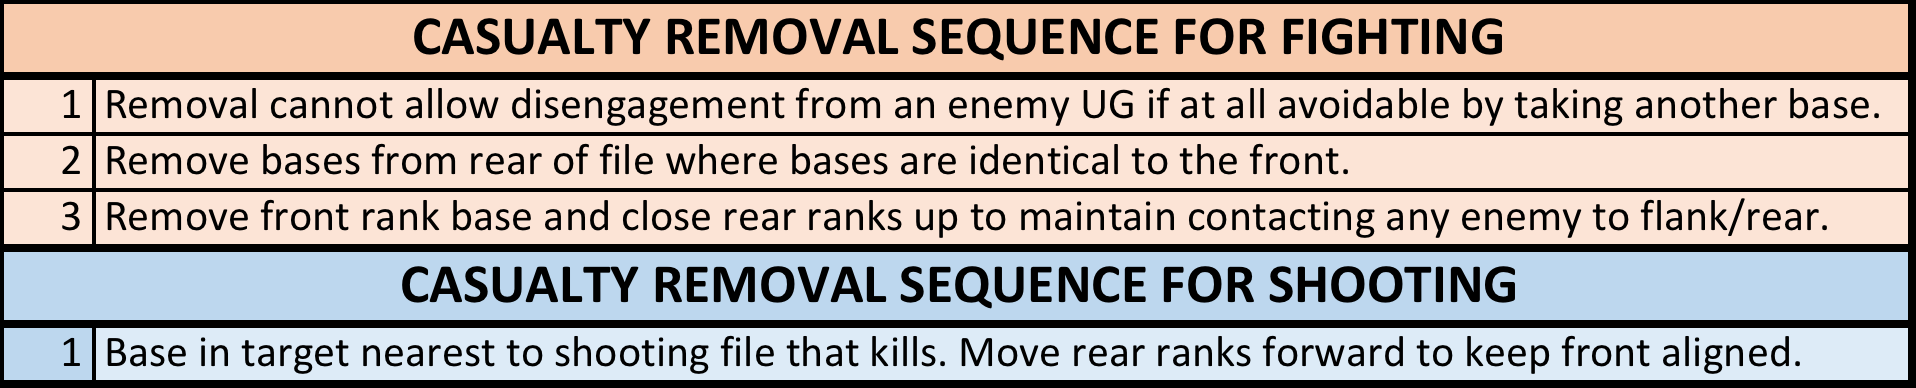 CASUALTY REMOVAL SEQUENCE FOR FIGHTING
1 Removal cannot allow disengagement from an enemy UG if at all avoidable by taking another base.
2 Remove bases from rear of file where bases are identical to the front.
3 Remove front rank base and close rear ranks up to maintain contacting any enemy to flank/rear.
CASUALTY REMOVAL SEQUENCE FOR SHOOTING
1 Base in target nearest to shooting file that kills. Move rear ranks forward to keep front aligned.